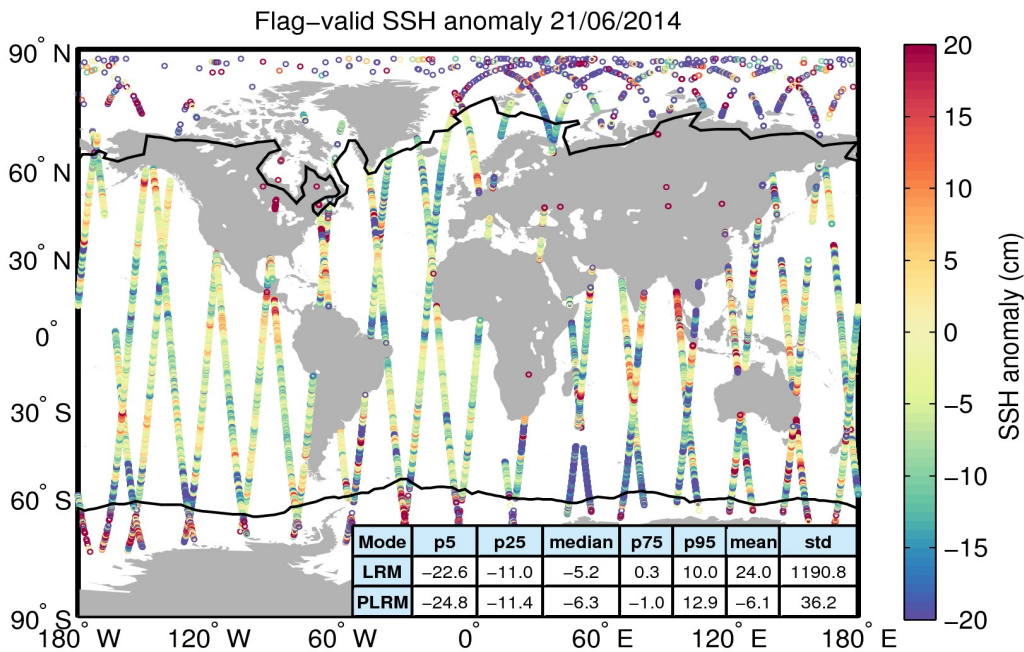 Flag−valid SSH anomaly 21/06/2014
90° N
60° N
30° N
0°
30° S
60° S
90° S
180° W 120° W 60° W 0° 60° E 120° E 180° E
20
15
10
5
0
−5
−10
−15
−20
SSH anomaly (cm)
Mode p5 p25 median p75 p95 mean std
LRM −22.6 −11.0 −5.2 0.3 10.0 24.0 1190.8
PLRM −24.8 −11.4 −6.3 −1.0 12.9 −6.1 36.2